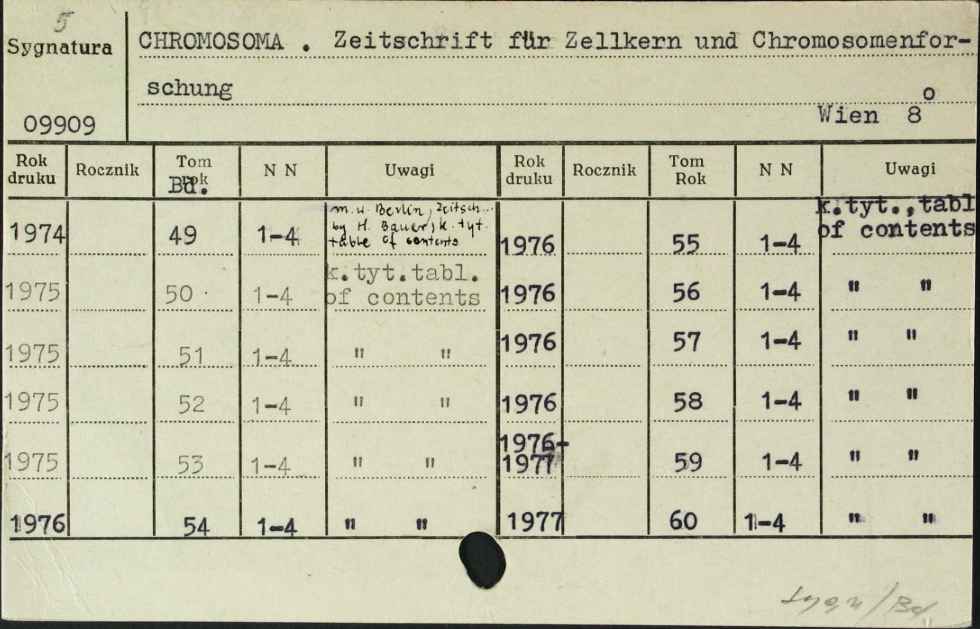 5
Sygnatura CHROMOSOMA . Zeitschrift für Zellkern und Chromosomenfor-
schung
09909 Wien 8o
Rok druku Rocznik Tom rok Bd. N N Uwagi Rok druku Rocznik Tom Rok N N Uwagi
1974 49 1-4 m.w. Berlin, Zeitsch... by H. Bauer, k. tyt. table of contents 1976 55 1-4 k.tyt.,tabl of contents
1975 50 1-4 k.tyt.tabl. of contents 1976 56 1-4 " "
1975 51 1-4 " " 1976 57 1-4 " "
1975 52 1-4 " " 1976 58 1-4 " "
1975 53 1-4 " " 1976-1977 59 1-4 " "
1976 54 1-4 " " 1977 60 1-4 " "